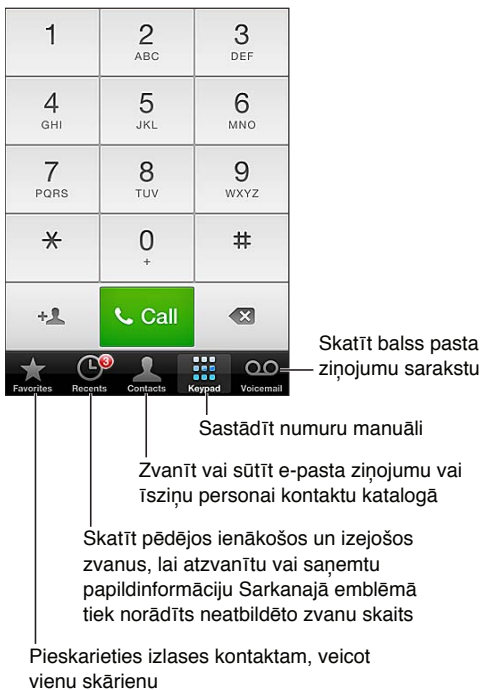 1 2 3
ABC DEF
4 5 6
GHI JKL MNO
7 8 9
PQRS TUV WXYZ
* 0 #
+
+ Call
Favorites Recents 3 Contacts Keypad Voicemail
Skatīt balss pasta
ziņojumu sarakstu
Sastādīt numuru manuāli
Zvanīt vai sūtīt e-pasta ziņojumu vai
īsziņu personai kontaktu katalogā
Skatīt pēdējos ienākošos un izejošos
zvanus, lai atzvanītu vai saņemtu
papildinformāciju Sarkanajā emblēmā
tiek norādīts neatbildēto zvanu skaits
Pieskarieties izlases kontaktam, veicot
vienu skārienu